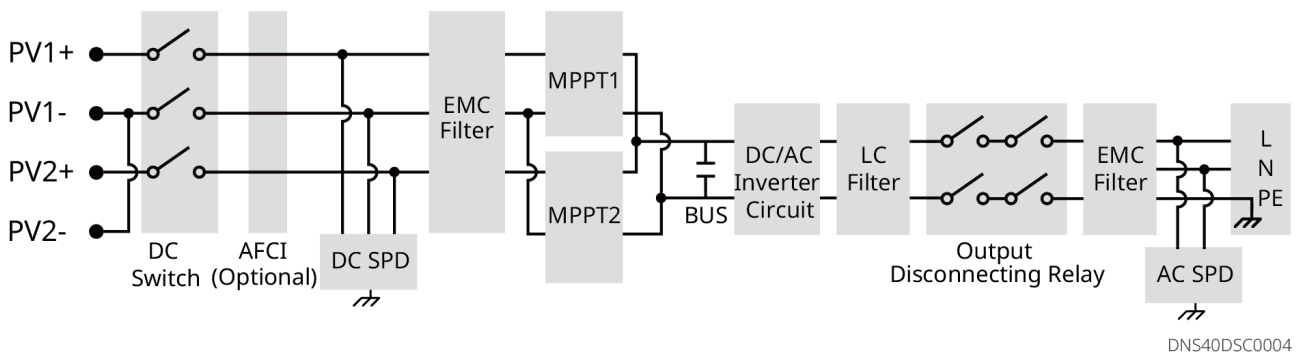 PV1+
PV1-
PV2+
PV2-
DC
Switch
AFCI
(Optional)
DC SPD
EMC
Filter
MPPT1
MPPT2
BUS
DC/AC
Inverter
Circuit
LC
Filter
Output
Disconnecting Relay
EMC
Filter
L
N
PE
AC SPD
DNS40DSC0004